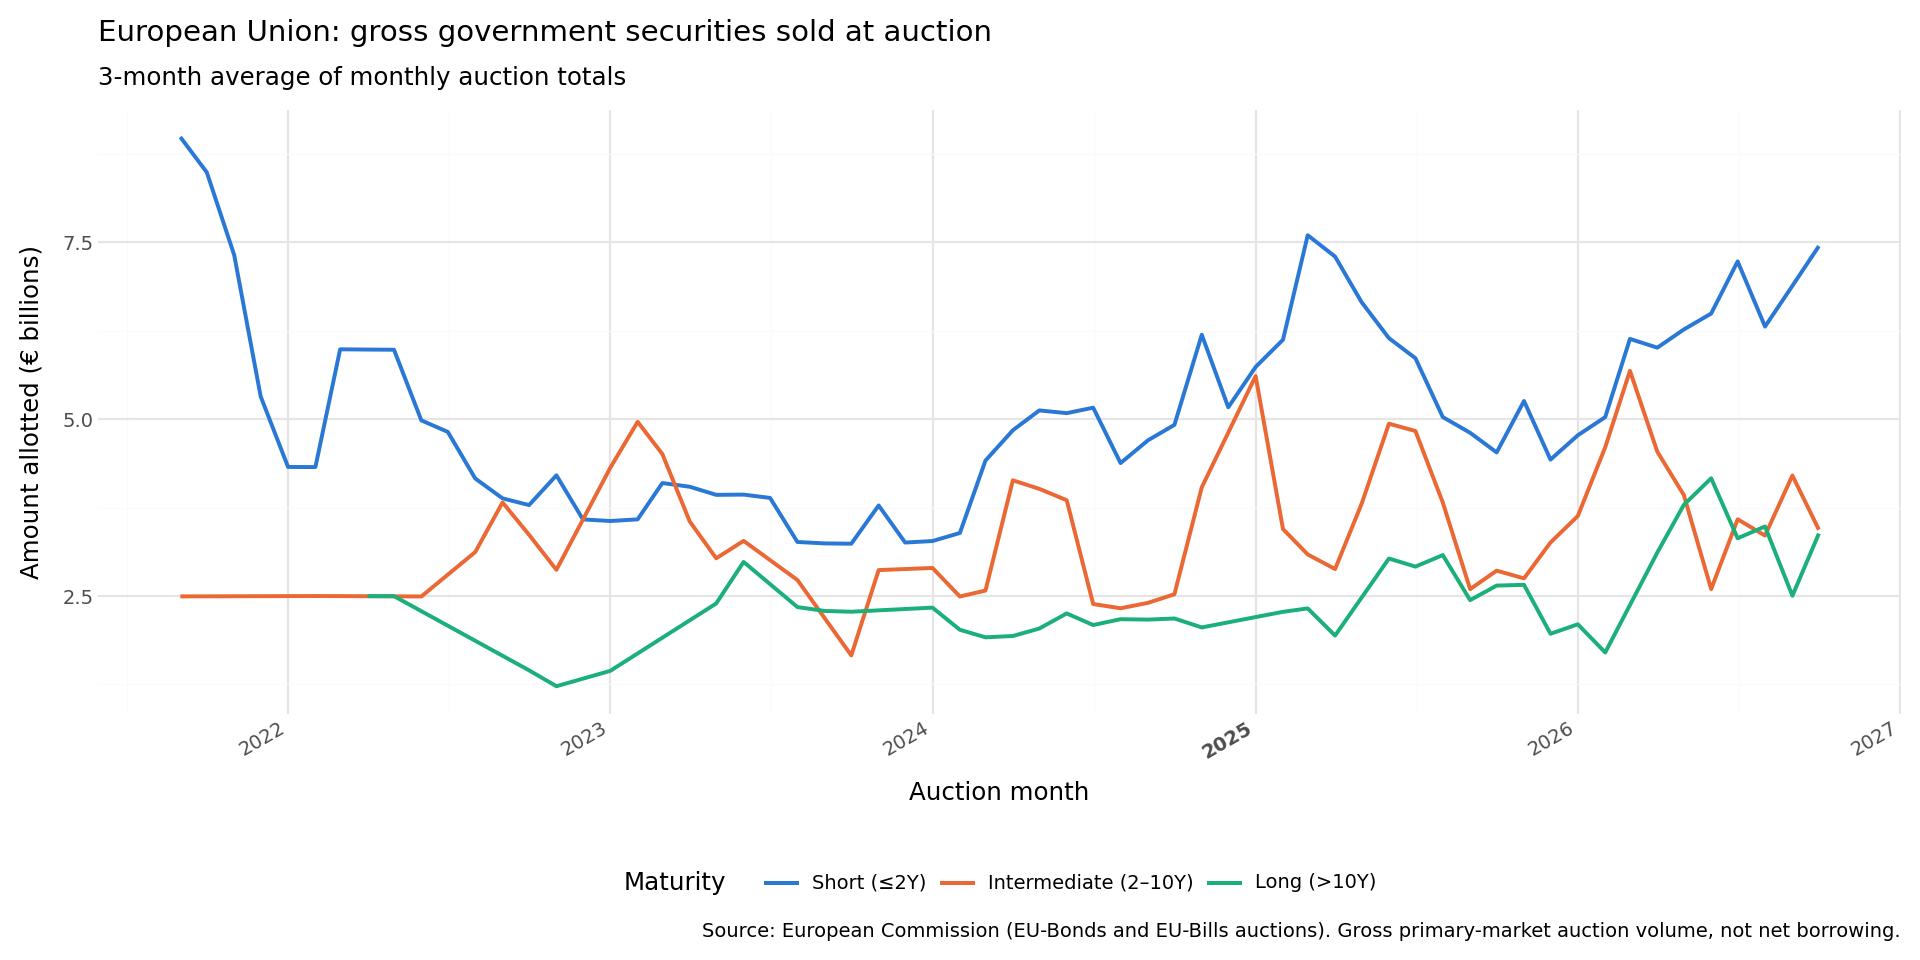 European Union: gross government securities sold at auction
3-month average of monthly auction totals
Amount allotted (€ billions)
7.5
5.0
2.5
2022
2023
2024
2025
2026
2027
Auction month
Maturity
Short (≤2Y)
Intermediate (2–10Y)
Long (>10Y)
Source: European Commission (EU-Bonds and EU-Bills auctions). Gross primary-market auction volume, not net borrowing.